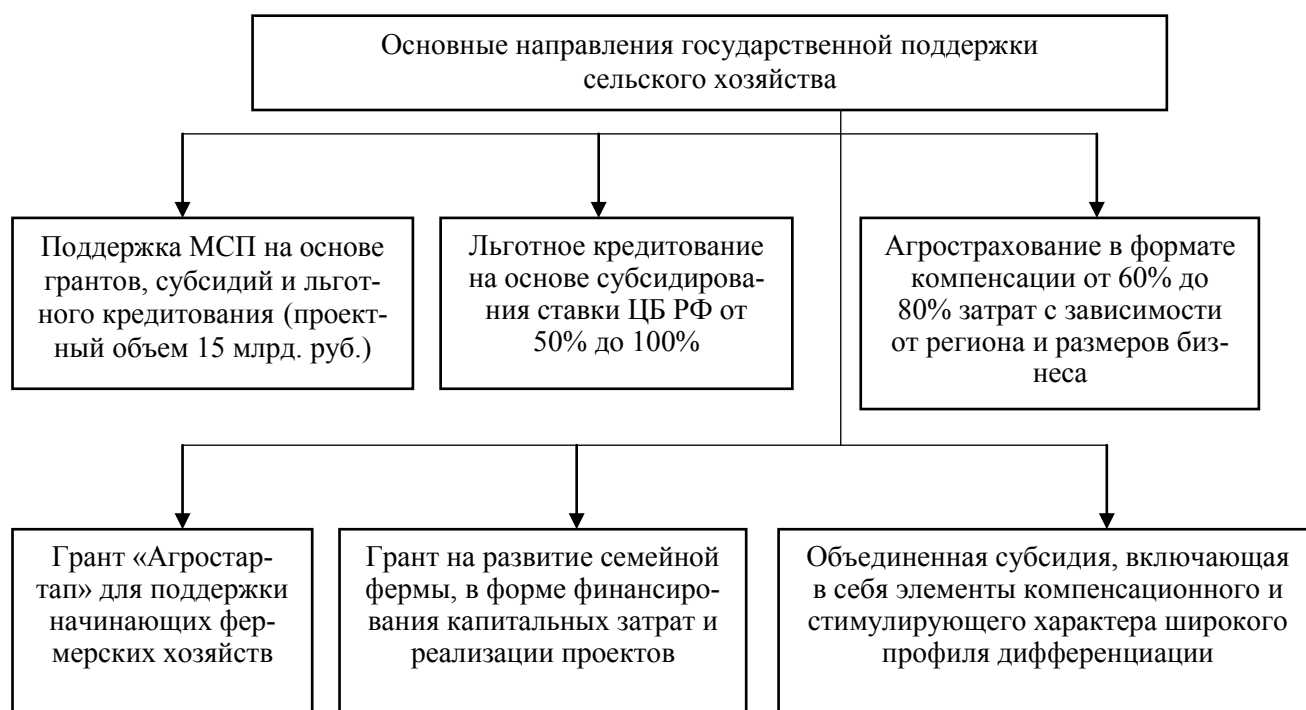 Основные направления государственной поддержки
сельского хозяйства
Поддержка МСП на основе
грантов, субсидий и льгот-
ного кредитования (проект-
ный объем 15 млрд. руб.)
Льготное кредитование
на основе субсидирова-
ния ставки ЦБ РФ от
50% до 100%
Агрострахование в формате
компенсации от 60% до
80% затрат с зависимости
от региона и размеров биз-
неса
Грант «Агростар-
тап» для поддержки
начинающих фер-
мерских хозяйств
Грант на развитие семейной
фермы, в форме финансиро-
вания капитальных затрат и
реализации проектов
Объединенная субсидия, включающая
в себя элементы компенсационного и
стимулирующего характера широкого
профиля дифференциации